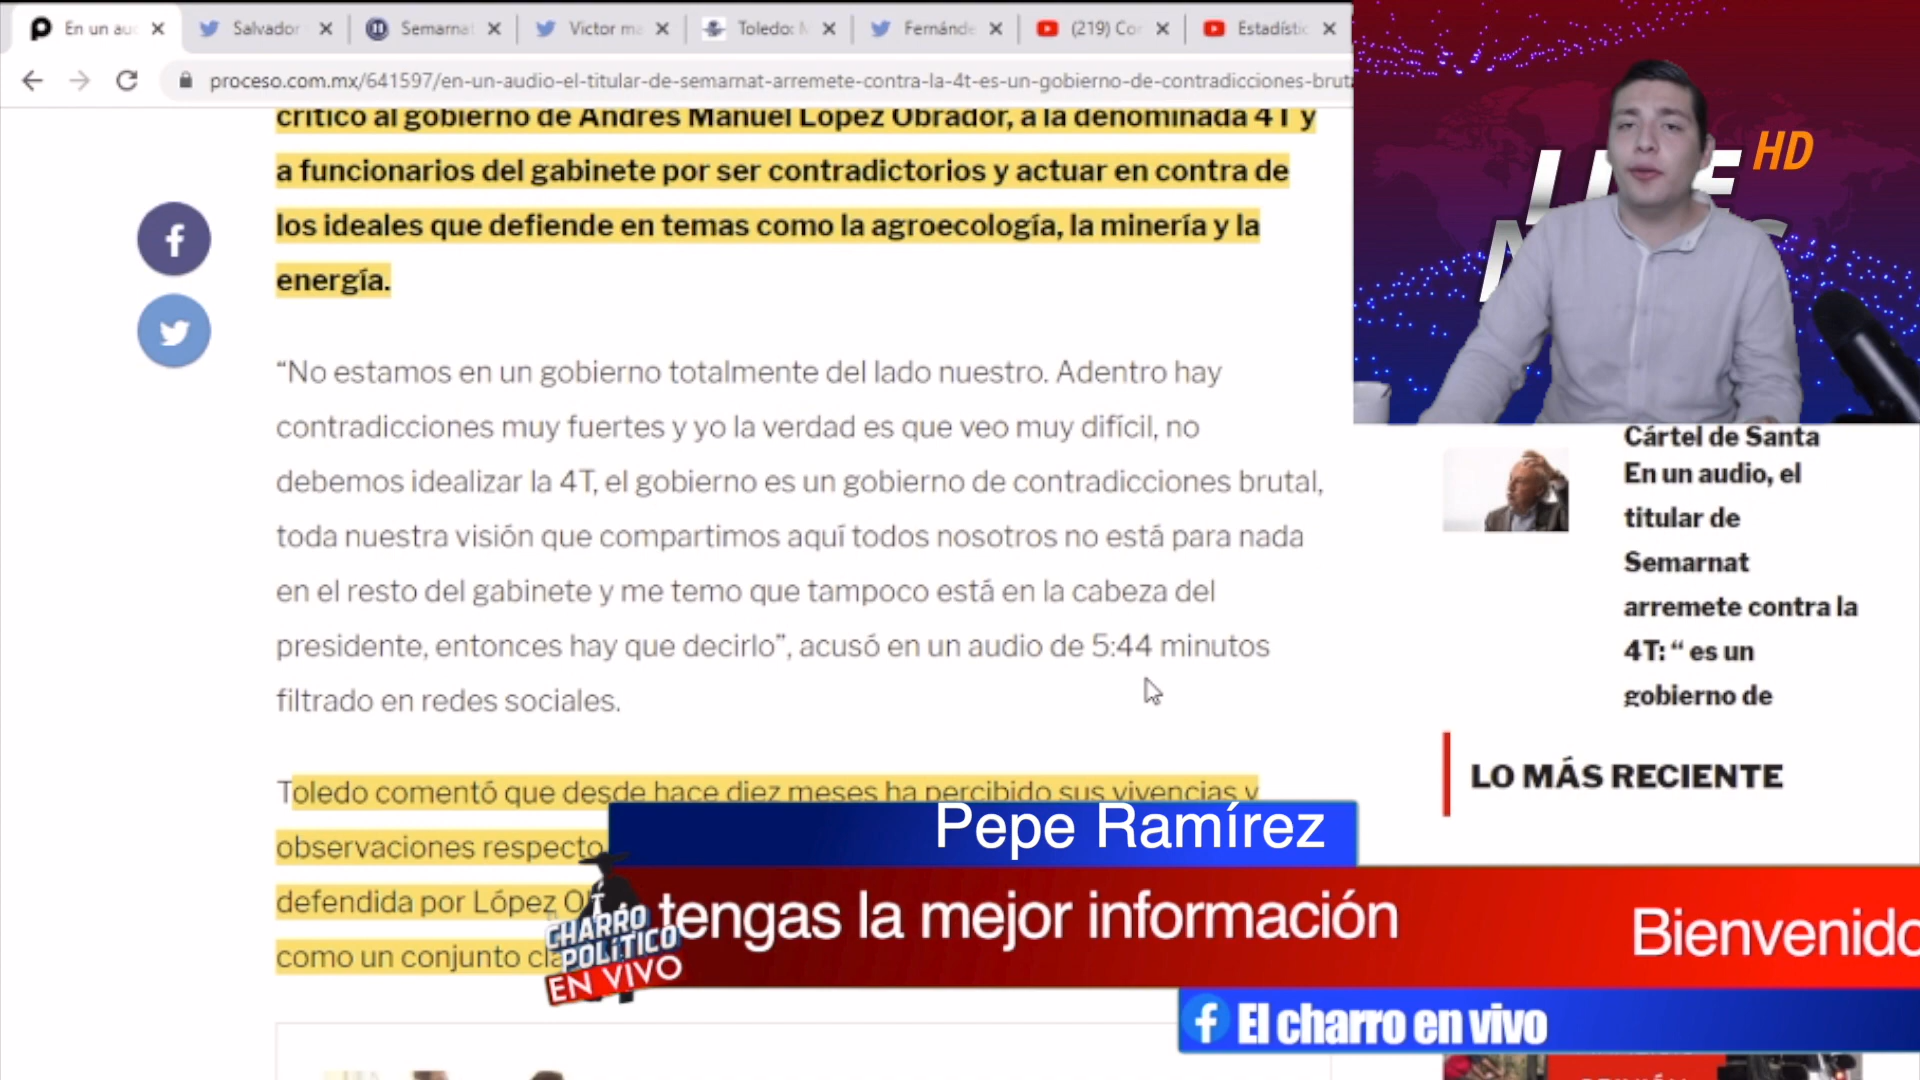 En un au
Salvador
Semarnat
Victor m
Toledo: M
Fernánde
(219) Cor
Estadístic
proceso.com.mx/641597/en-un-audio-el-titular-de-semarnat-arremete-contra-la-4t-es-un-gobierno-de-contradicciones-brut
crítico al gobierno de Andrés Manuel López Obrador, a la denominada 4T y
a funcionarios del gabinete por ser contradictorios y actuar en contra de
los ideales que defiende en temas como la agroecología, la minería y la
energía.
“No estamos en un gobierno totalmente del lado nuestro. Adentro hay
contradicciones muy fuertes y yo la verdad es que veo muy difícil, no
debemos idealizar la 4T, el gobierno es un gobierno de contradicciones brutal,
toda nuestra visión que compartimos aquí todos nosotros no está para nada
en el resto del gabinete y me temo que tampoco está en la cabeza del
presidente, entonces hay que decirlo”, acusó en un audio de 5:44 minutos
filtrado en redes sociales.
Toledo comentó que desde hace diez meses ha percibido sus vivencias y
observaciones respecto
defendida por López O
como un conjunto cla
HD
Cártel de Santa
En un audio, el
titular de
Semarnat
arremete contra la
4T: “ es un
gobierno de
LO MÁS RECIENTE
Pepe Ramírez
tengas la mejor información
Bienvenido
CHARRO
POLÍTICO
EN VIVO
El charro en vivo